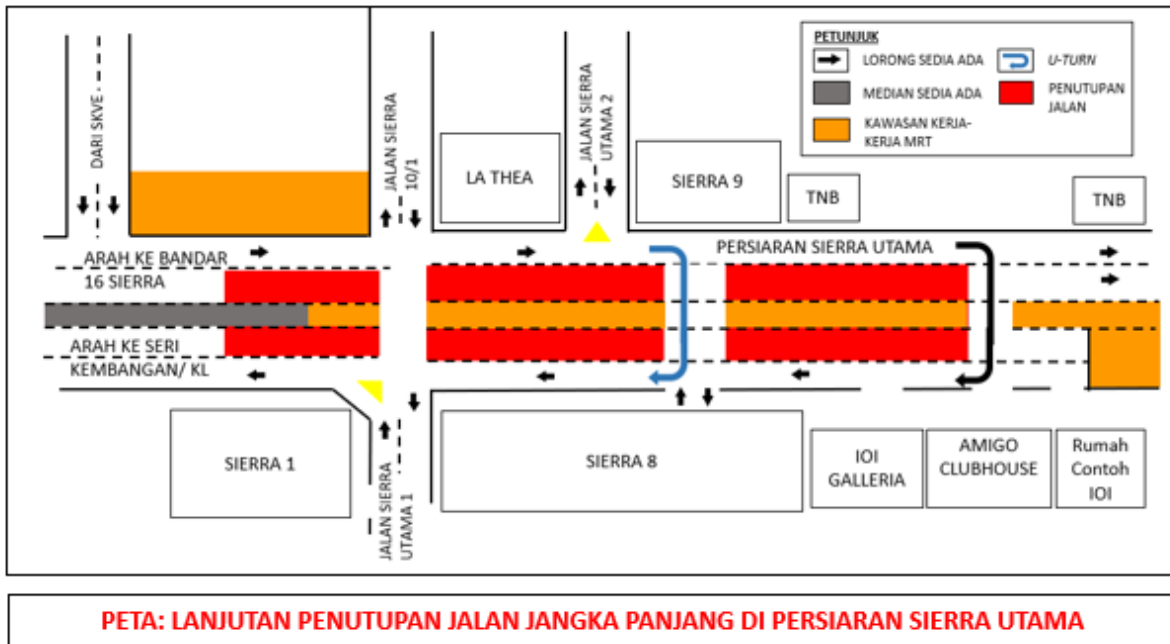 PETUNJUK
LORONG SEDIA ADA
U-TURN
MEDIAN SEDIA ADA
PENUTUPAN
JALAN
KAWASAN KERJA-
KERJA MRT
DARI SKVE
JALAN SIERRA
10/1
LA THEA
JALAN SIERRA
UTAMA 2
SIERRA 9
TNB
TNB
PERSIARAN SIERRA UTAMA
ARAH KE BANDAR
16 SIERRA
ARAH KE SERI
KEMBANGAN/ KL
SIERRA 1
JALAN SIERRA
UTAMA 1
SIERRA 8
IOI
GALLERIA
AMIGO
CLUBHOUSE
Rumah
Contoh
IOI
PETA: LANJUTAN PENUTUPAN JALAN JANGKA PANJANG DI PERSIARAN SIERRA UTAMA